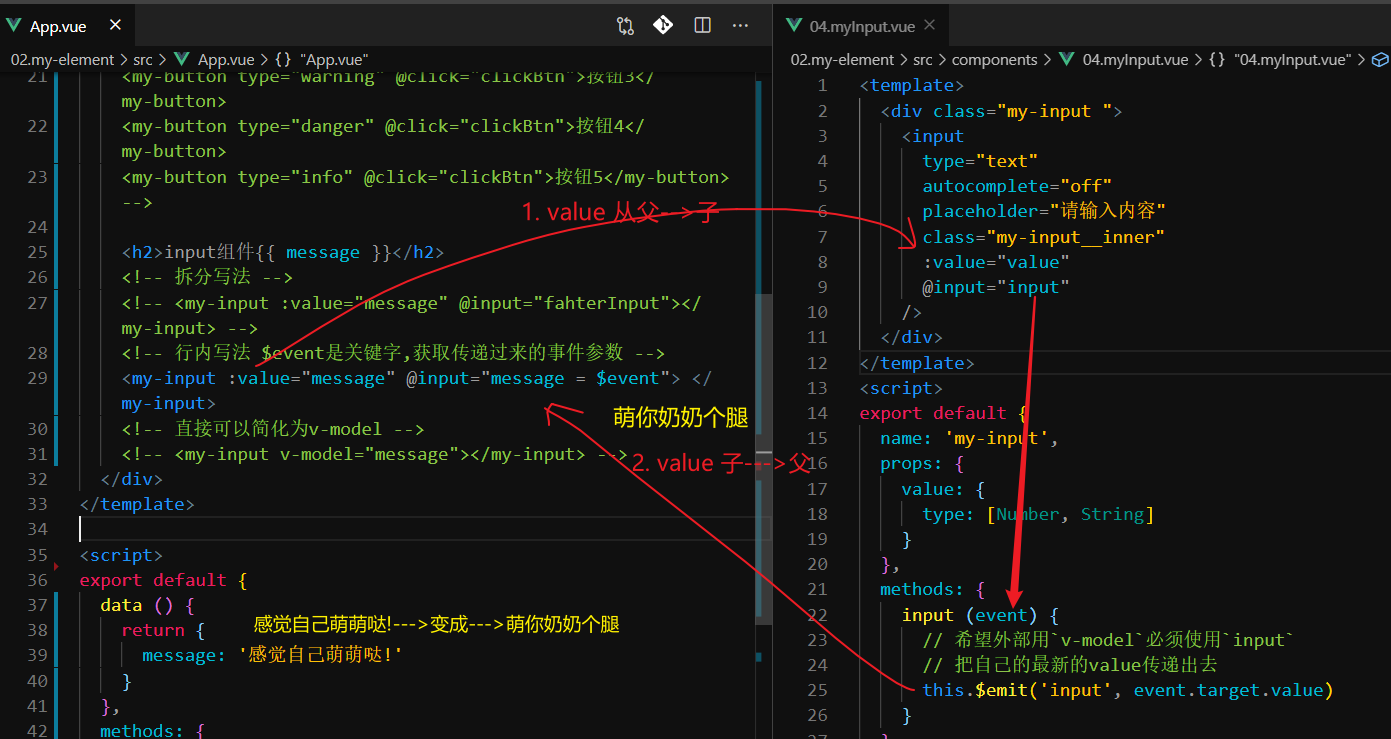 App.vue
02.my-element > src > App.vue > {} "App.vue"
21 <my-button type="warning" @click="clickBtn">按钮3</
my-button>
22 <my-button type="danger" @click="clickBtn">按钮4</
my-button>
23 <my-button type="info" @click="clickBtn">按钮5</my-button>
-->
24
1. value 从父-->子
25 <h2>input组件{{ message }}</h2>
26 <!-- 拆分写法 -->
27 <!-- <my-input :value="message" @input="fahterInput"></
my-input> -->
28 <!-- 行内写法 $event是关键字,获取传递过来的事件参数 -->
29 <my-input :value="message" @input="message = $event"> </
my-input>
萌你奶奶个腿
30 <!-- 直接可以简化为v-model -->
31 <!-- <my-input v-model="message"></my-input> -->
2. value 子--->父
32 </div>
33 </template>
34
35 <script>
36 export default {
37 data () {
38 return {
感觉自己萌萌哒!--->变成--->萌你奶奶个腿
39 message: '感觉自己萌萌哒!'
40 }
41 },
42 methods: {
04.myInput.vue
02.my-element > src > components > 04.myInput.vue > {} "04.myInput.vue" >
1 <template>
2 <div class="my-input ">
3 <input
4 type="text"
5 autocomplete="off"
6 placeholder="请输入内容"
7 class="my-input__inner"
8 :value="value"
9 @input="input"
10 />
11 </div>
12 </template>
13 <script>
14 export default {
15 name: 'my-input',
16 props: {
17 value: {
18 type: [Number, String]
19 }
20 },
21 methods: {
22 input (event) {
23 // 希望外部用`v-model`必须使用`input`
24 // 把自己的最新的value传递出去
25 this.$emit('input', event.target.value)
26 }
27 }